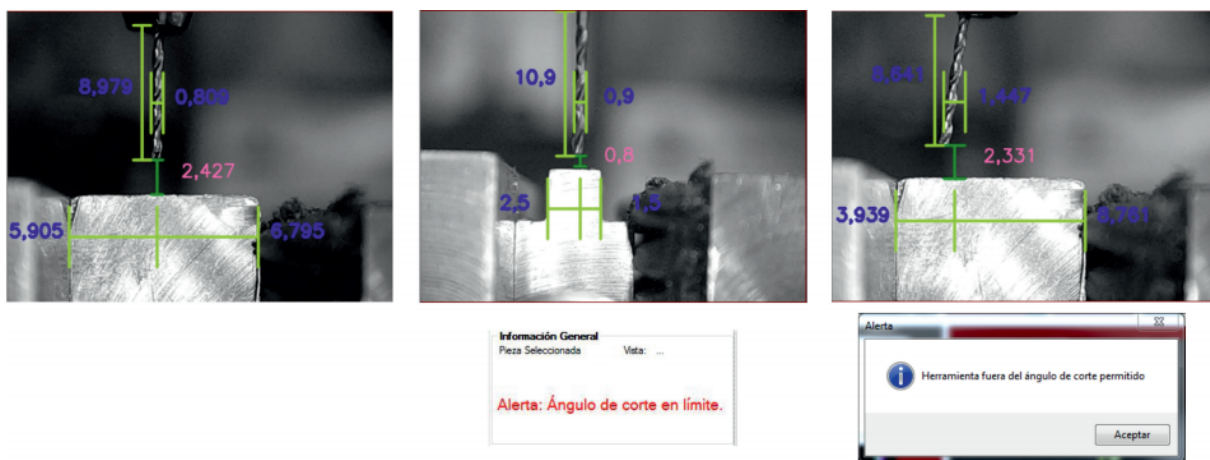 8,979
0,809
2,427
5,905
6,795
10,9
0,9
0,8
2,5
1,5
8,641
1,447
2,331
3,939
8,761
Información General
Pieza Seleccionada Vista: ...
Alerta: Ángulo de corte en límite.
Alerta
Herramienta fuera del ángulo de corte permitido
Aceptar